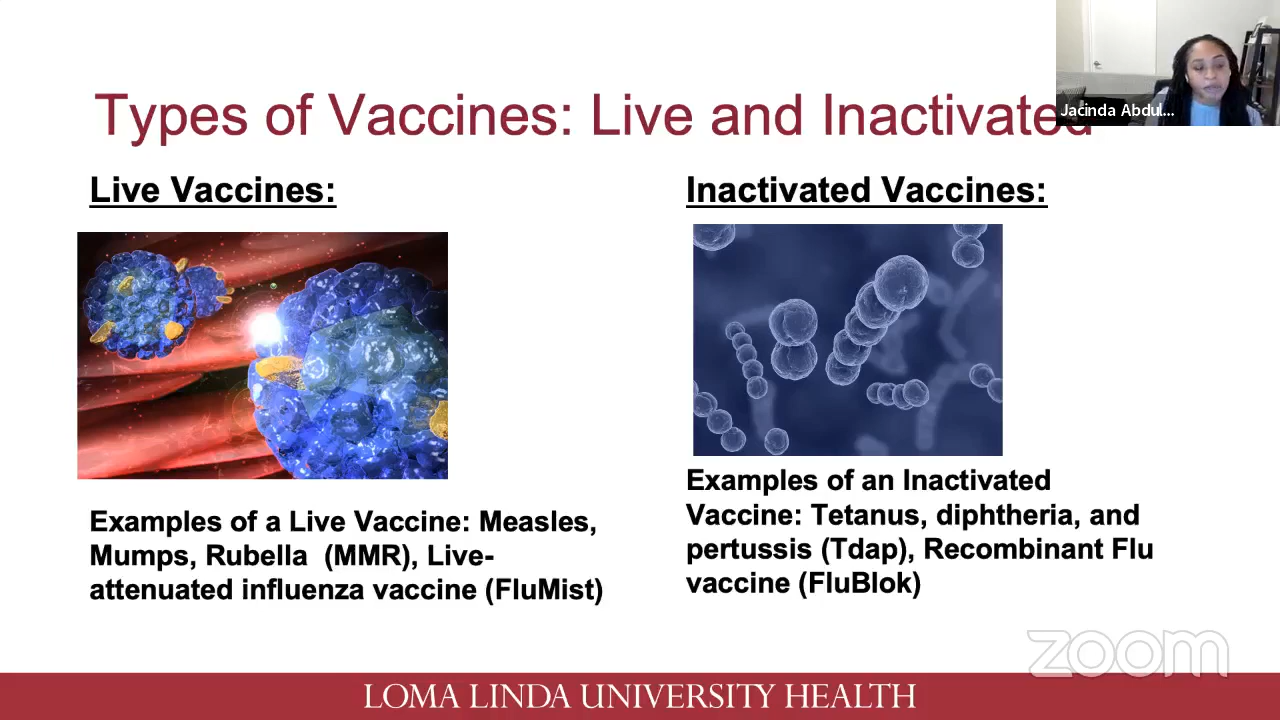 Types of Vaccines: Live and Inactivated
Jacinda Abdul...
Live Vaccines:
Inactivated Vaccines:
Examples of a Live Vaccine: Measles,
Mumps, Rubella (MMR), Live-
attenuated influenza vaccine (FluMist)
Examples of an Inactivated
Vaccine: Tetanus, diphtheria, and
pertussis (Tdap), Recombinant Flu
vaccine (FluBlok)
zoom
LOMA LINDA UNIVERSITY HEALTH